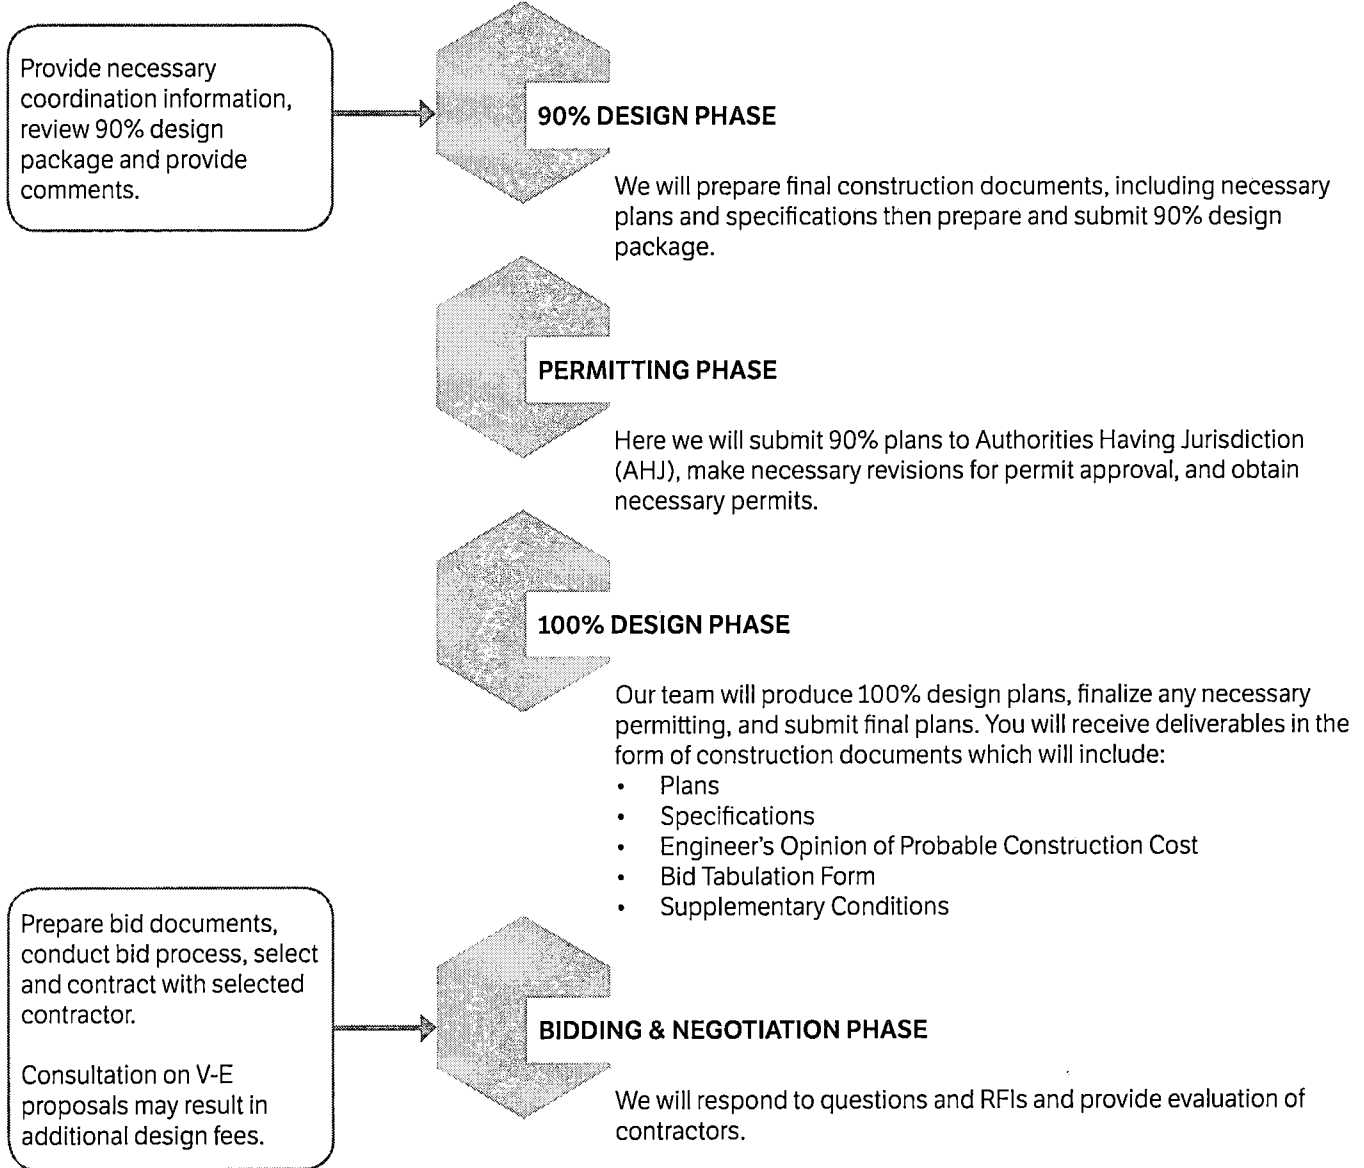 Provide necessary
coordination information,
review 90% design
package and provide
comments.
90% DESIGN PHASE
We will prepare final construction documents, including necessary
plans and specifications then prepare and submit 90% design
package.
PERMITTING PHASE
Here we will submit 90% plans to Authorities Having Jurisdiction
(AHJ), make necessary revisions for permit approval, and obtain
necessary permits.
100% DESIGN PHASE
Our team will produce 100% design plans, finalize any necessary
permitting, and submit final plans. You will receive deliverables in the
form of construction documents which will include:
• Plans
• Specifications
• Engineer's Opinion of Probable Construction Cost
• Bid Tabulation Form
• Supplementary Conditions
Prepare bid documents,
conduct bid process, select
and contract with selected
contractor.
Consultation on V-E
proposals may result in
additional design fees.
BIDDING & NEGOTIATION PHASE
We will respond to questions and RFIs and provide evaluation of
contractors.